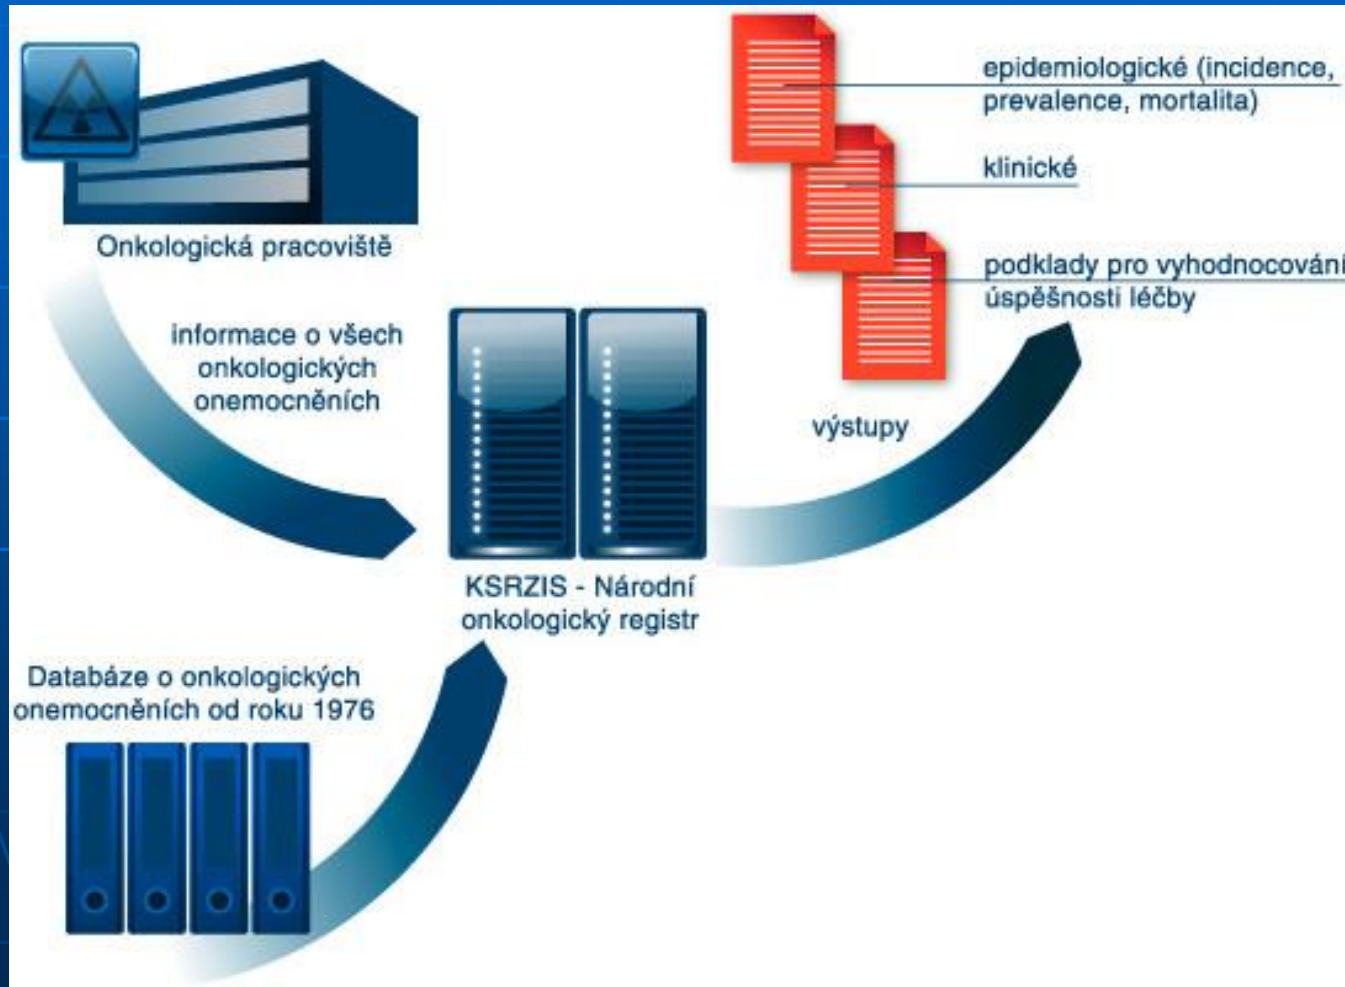 Onkologická pracoviště
informace o všech
onkologických
onemocněních
Databáze o onkologických
onemocněních od roku 1976
KSRZIS - Národní
onkologický registr
výstupy
epidemiologické (incidence,
prevalence, mortalita)
klinické
podklady pro vyhodnocování
úspěšnosti léčby